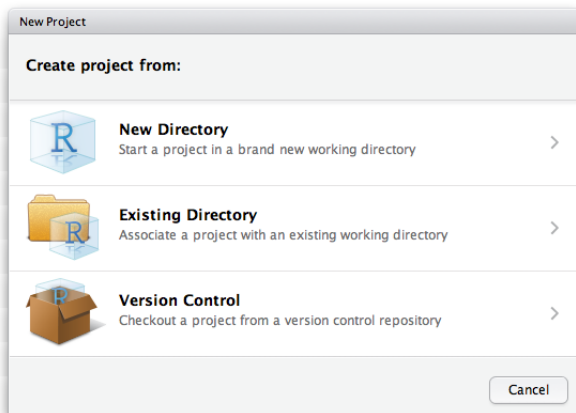 New Project
Create project from:
R
New Directory
Start a project in a brand new working directory
R
Existing Directory
Associate a project with an existing working directory
R
Version Control
Checkout a project from a version control repository
Cancel